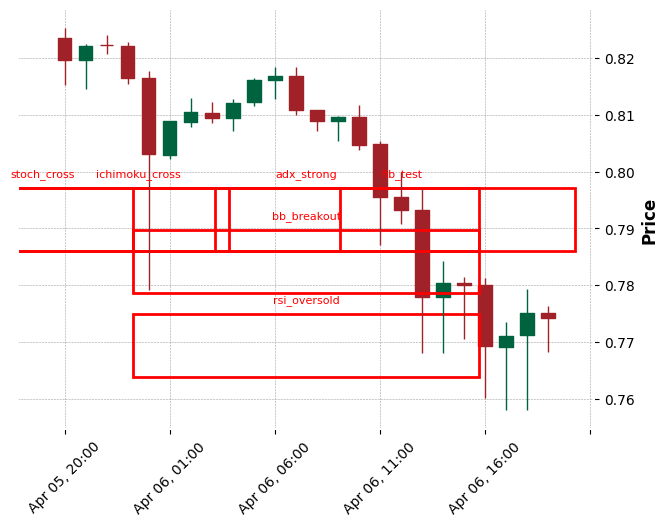 0.82
0.81
0.80
stoch_cross ichimoku_cross adx_strong
0.79
bb_breakout
0.78
rsi_oversold
0.77
0.76
Price
Apr 05, 20:00
Apr 06, 01:00
Apr 06, 06:00
Apr 06, 11:00
Apr 06, 16:00